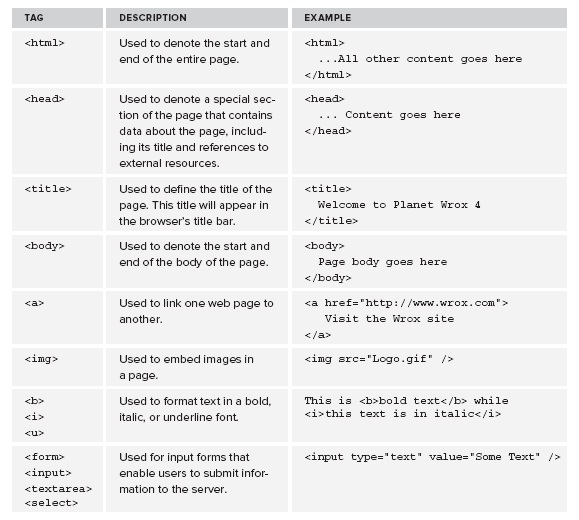 TAG DESCRIPTION EXAMPLE
<html> Used to denote the start and <html>
end of the entire page. ...All other content goes here
</html>
<head> Used to denote a special sec- <head>
tion of the page that contains ... Content goes here
data about the page, includ- </head>
ing its title and references to
external resources.
<title> Used to define the title of the <title>
page. This title will appear in Welcome to Planet Wrox 4
the browser's title bar. </title>
<body> Used to denote the start and <body>
end of the body of the page. Page body goes here
</body>
<a> Used to link one web page to <a href="http://www.wrox.com">
another. Visit the Wrox site
</a>
<img> Used to embed images in <img src="Logo.gif" />
a page.
<b> Used to format text in a bold, This is <b>bold text</b> while
<i> italic, or underline font. <i>this text is in italic</i>
<u>
<form> Used for input forms that <input type="text" value="Some Text" />
<input> enable users to submit infor-
<textarea> mation to the server.
<select>